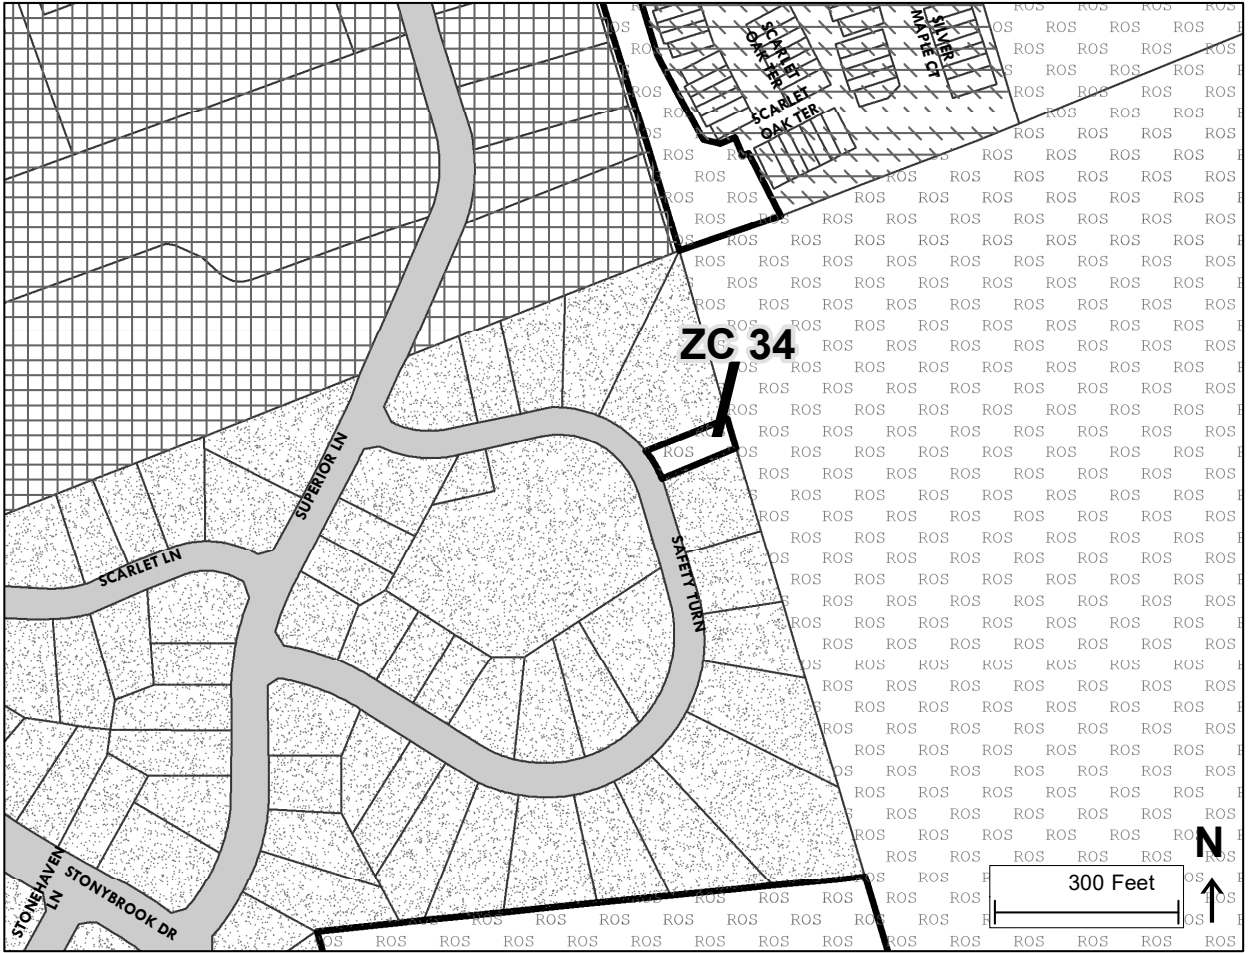 SCARLET
OAK TER
SILVER
MAPLE CT
SCARLET
OAK TER
ZC 34
ROS
SUPERIOR LN
SCARLET LN
SAFETY TURN
STONEHAVEN
LN
STONYBROOK DR
300 Feet
N